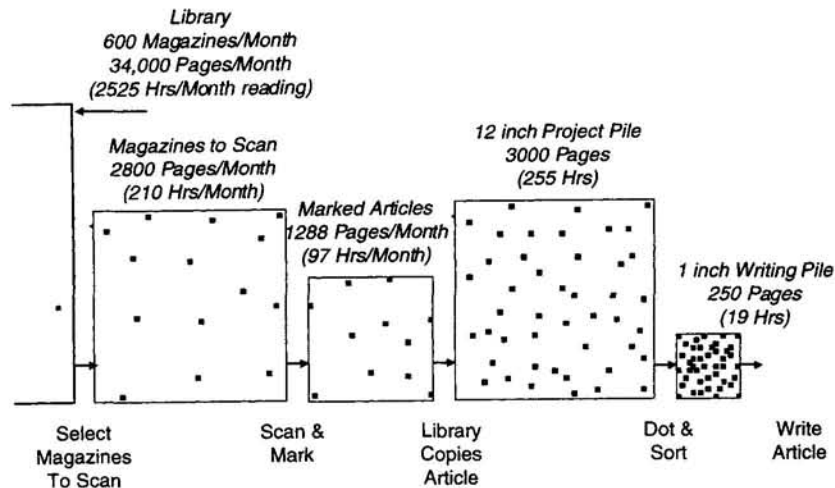 Library
600 Magazines/Month
34,000 Pages/Month
(2525 Hrs/Month reading)
Magazines to Scan
2800 Pages/Month
(210 Hrs/Month)
Marked Articles
1288 Pages/Month
(97 Hrs/Month)
12 inch Project Pile
3000 Pages
(255 Hrs)
1 inch Writing Pile
250 Pages
(19 Hrs)
Select
Magazines
To Scan
Scan &
Mark
Library
Copies
Article
Dot &
Sort
Write
Article